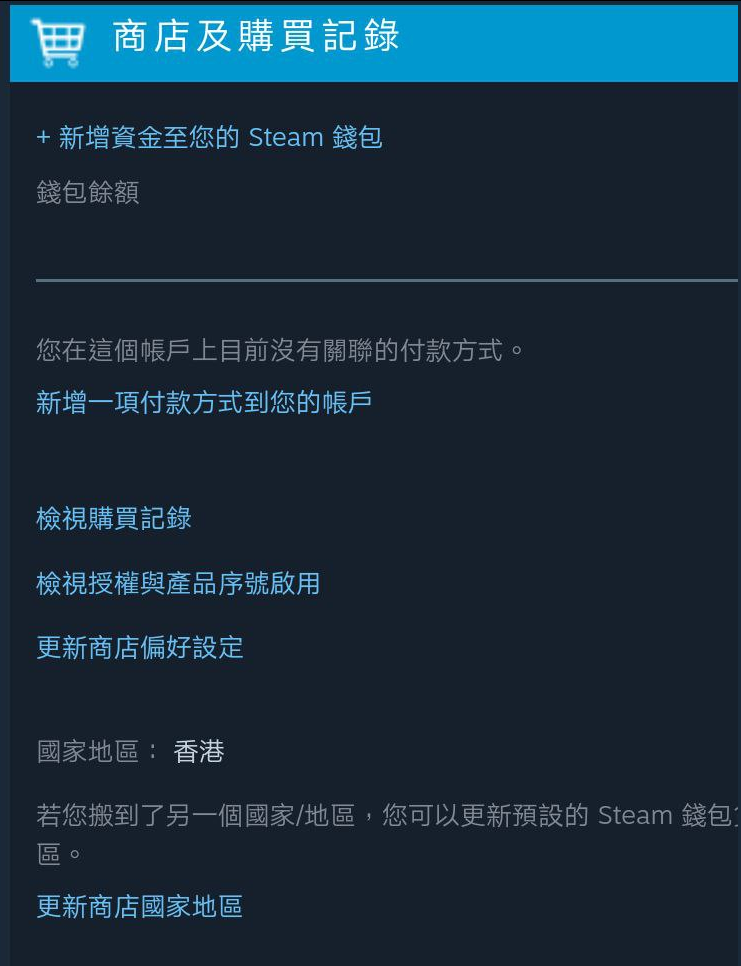 商店及購買記錄
+ 新增資金至您的 Steam 錢包
錢包餘額
您在這個帳戶上目前沒有關聯的付款方式。
新增一項付款方式到您的帳戶
檢視購買記錄
檢視授權與產品序號啟用
更新商店偏好設定
國家地區： 香港
若您搬到了另一個國家/地區，您可以更新預設的 Steam 錢包
區。
更新商店國家地區